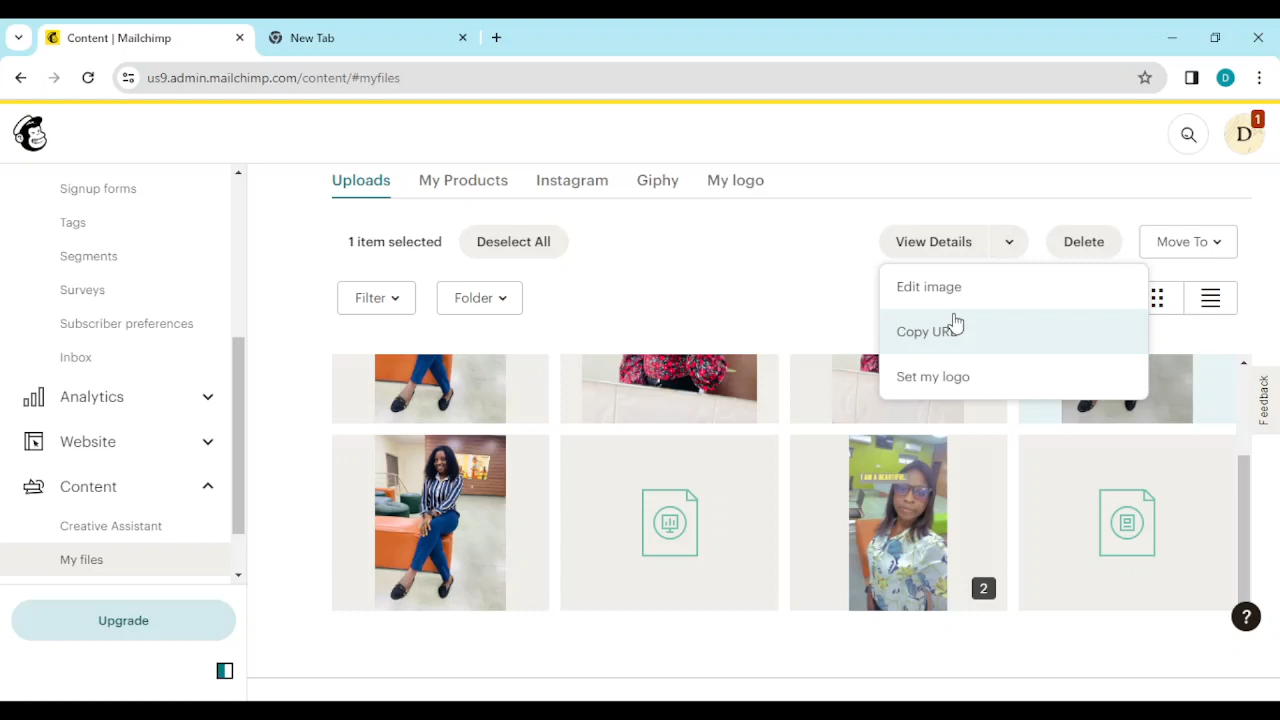 Content | Mailchimp
New Tab
us9.admin.mailchimp.com/content/#myfiles
D
D
1
Signup forms
Tags
Segments
Surveys
Subscriber preferences
Inbox
Analytics
Website
Content
Creative Assistant
My files
Upgrade
Uploads My Products Instagram Giphy My logo
1 item selected Deselect All View Details Delete Move To
Filter Folder
Edit image
Copy URL
Set my logo
Feedback
I AM A BEAUTIFUL..
2
?